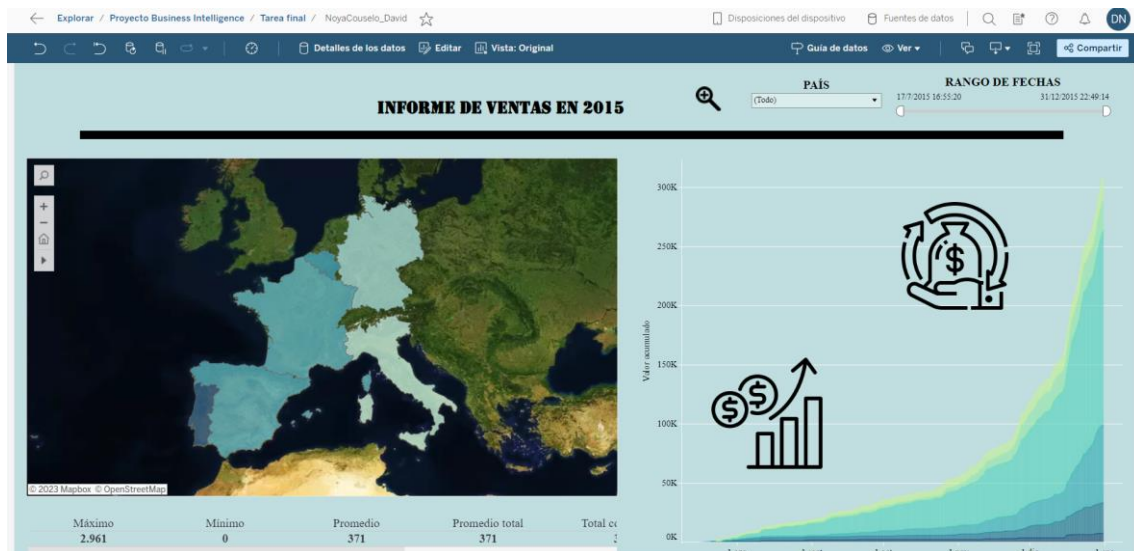 Explorar / Proyecto Business Intelligence / Tarea final / NoyaCouselo_David
Disposiciones del dispositivo
Fuentes de datos
DN
Detalles de los datos
Editar
Vista: Original
Guía de datos
Ver
Compartir
INFORME DE VENTAS EN 2015
PAÍS
(Todo)
RANGO DE FECHAS
17/7/2015 16:55:20
31/12/2015 22:49:14
© 2023 Mapbox © OpenStreetMap
Máximo Mínimo Promedio Promedio total Total
2.961 0 371 371
Valor acumulado
300K
250K
200K
150K
100K
50K
0K